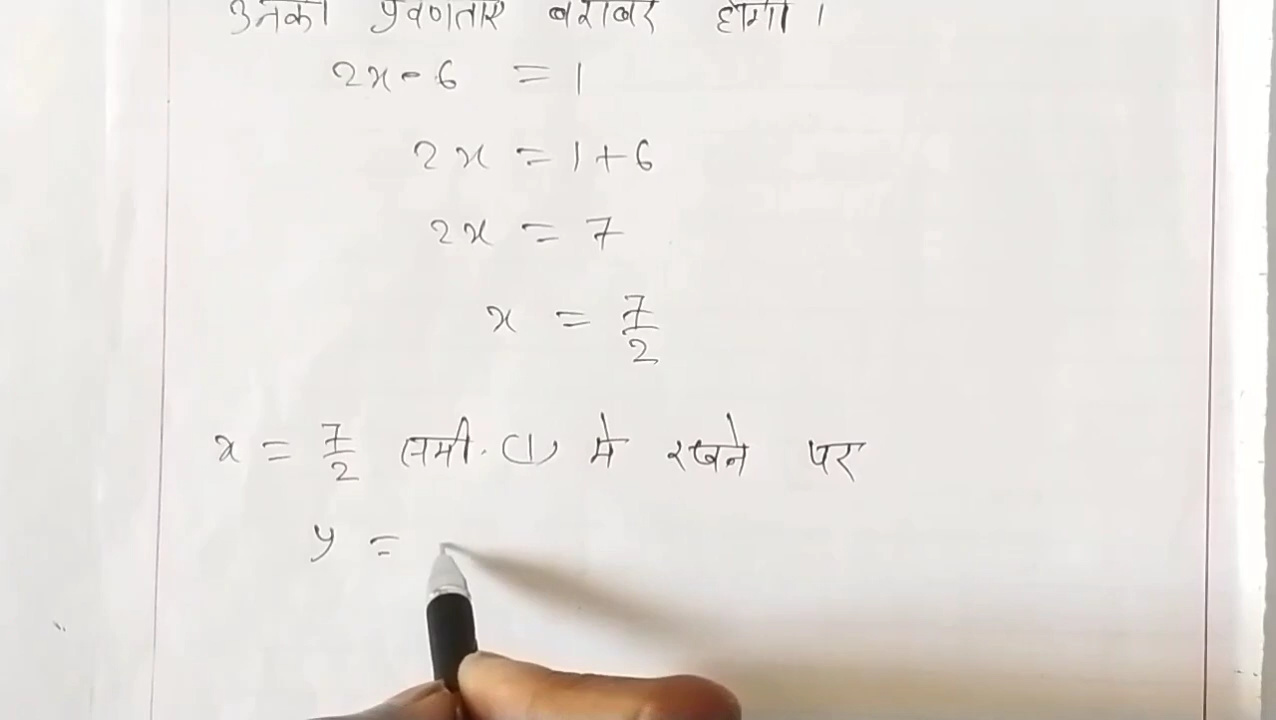 उनकी प्रवणताएं बराबर होगी।
2x - 6 = 1
2x = 1 + 6
2x = 7
x = 7/2
x = 7/2 समी. (1) मे रखने पर
y =